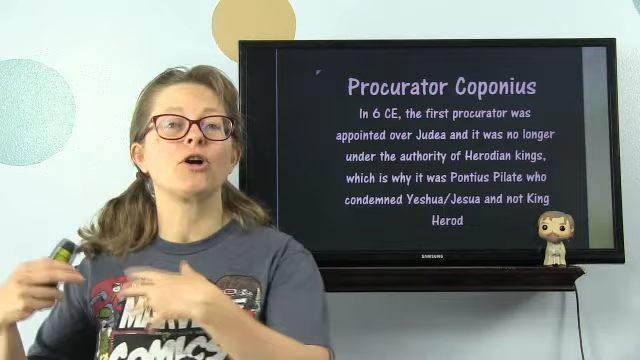 Procurator Coponius
In 6 CE, the first procurator was
appointed over Judea and it was no longer
under the authority of Herodian kings,
which is why it was Pontius Pilate who
condemned Yeshua/Jesua and not King
Herod
SAMSUNG
MARVEL
COMICS